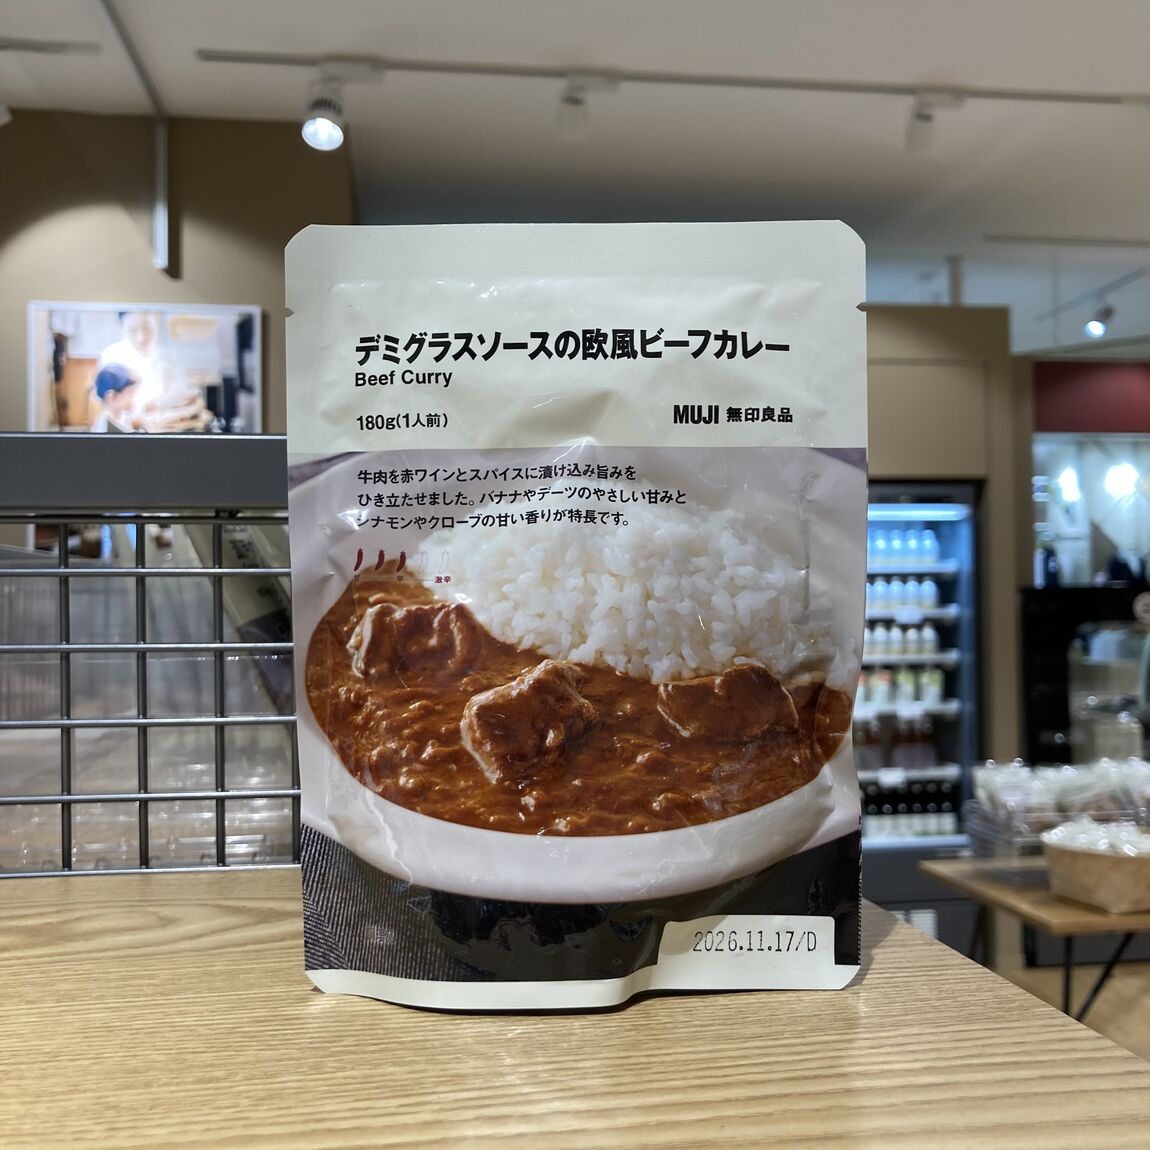 デミグラスソースの欧風ビーフカレー
Beef Curry
180g(1人前)
MUJI 無印良品
牛肉を赤ワインとスパイスに漬け込み旨みを
ひき立たせました。バナナやデーツのやさしい甘みと
シナモンやクローブの甘い香りが特長です。
甘 辛 激辛
2026.11.17/D